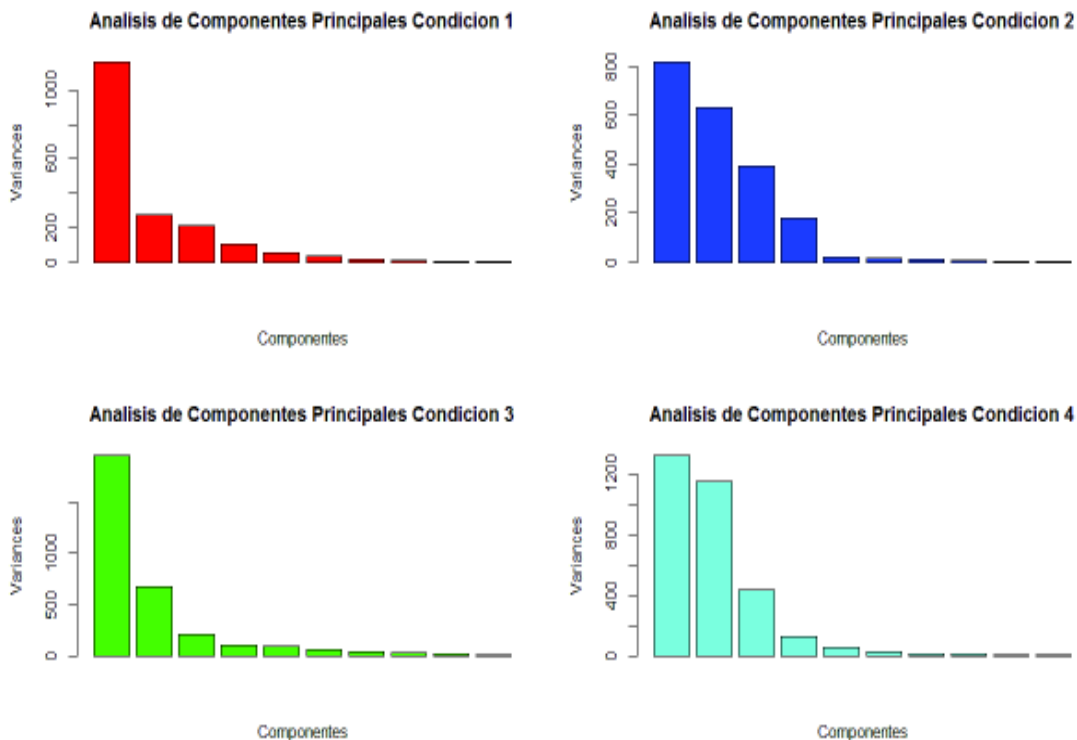 Analisis de Componentes Principales Condicion 1
Variances
0
200
600
1000
Componentes
Analisis de Componentes Principales Condicion 2
Variances
0
200
400
600
800
Componentes
Analisis de Componentes Principales Condicion 3
Variances
0
500
1000
Componentes
Analisis de Componentes Principales Condicion 4
Variances
0
400
800
1200
Componentes